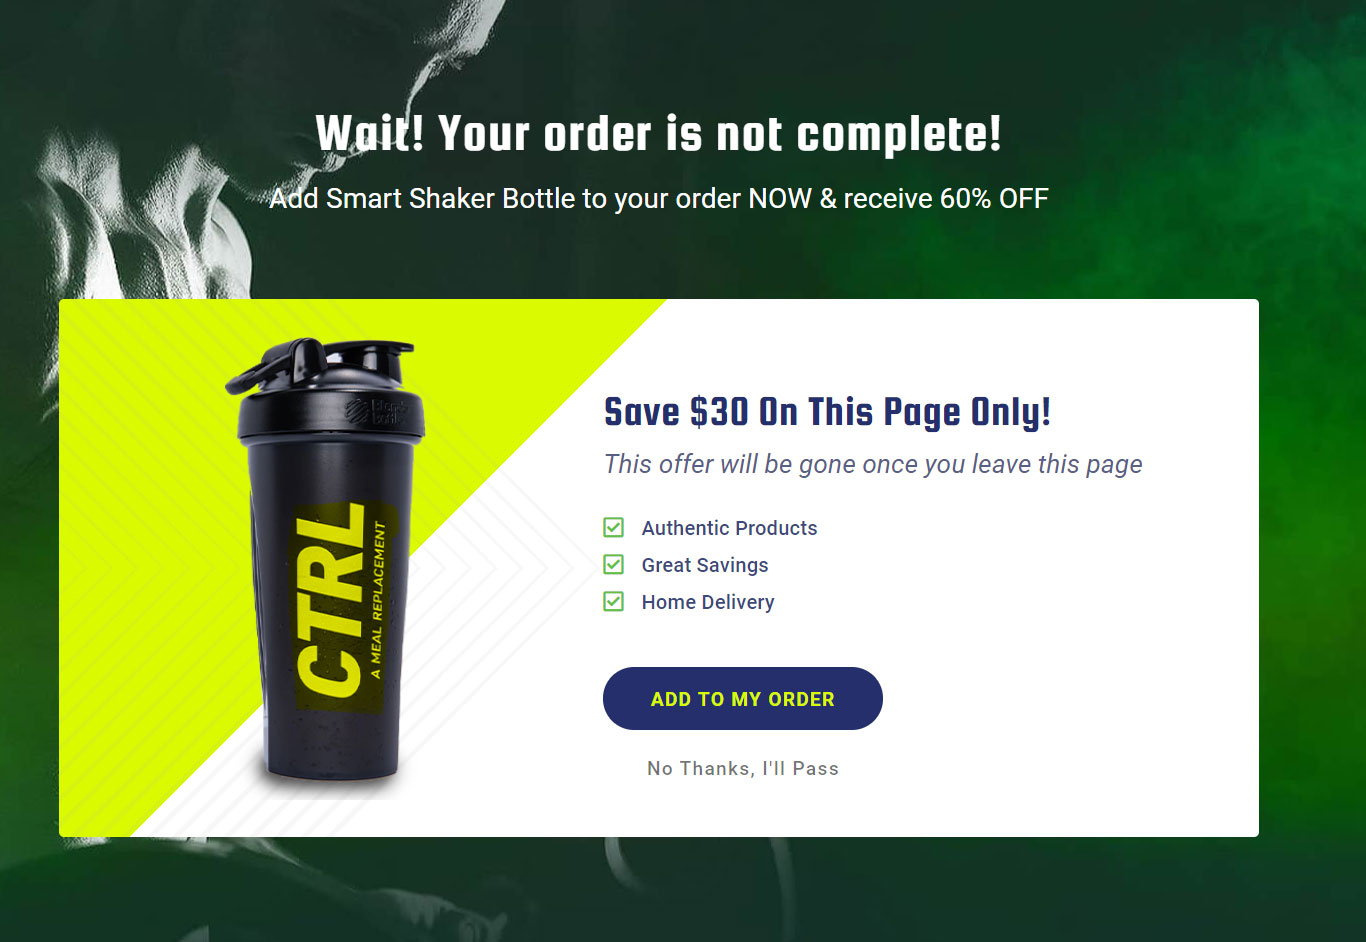 Wait! Your order is not complete!
Add Smart Shaker Bottle to your order NOW & receive 60% OFF
Save $30 On This Page Only!
This offer will be gone once you leave this page
Authentic Products
Great Savings
Home Delivery
ADD TO MY ORDER
No Thanks, I'll Pass
CTRL
A MEAL REPLACEMENT